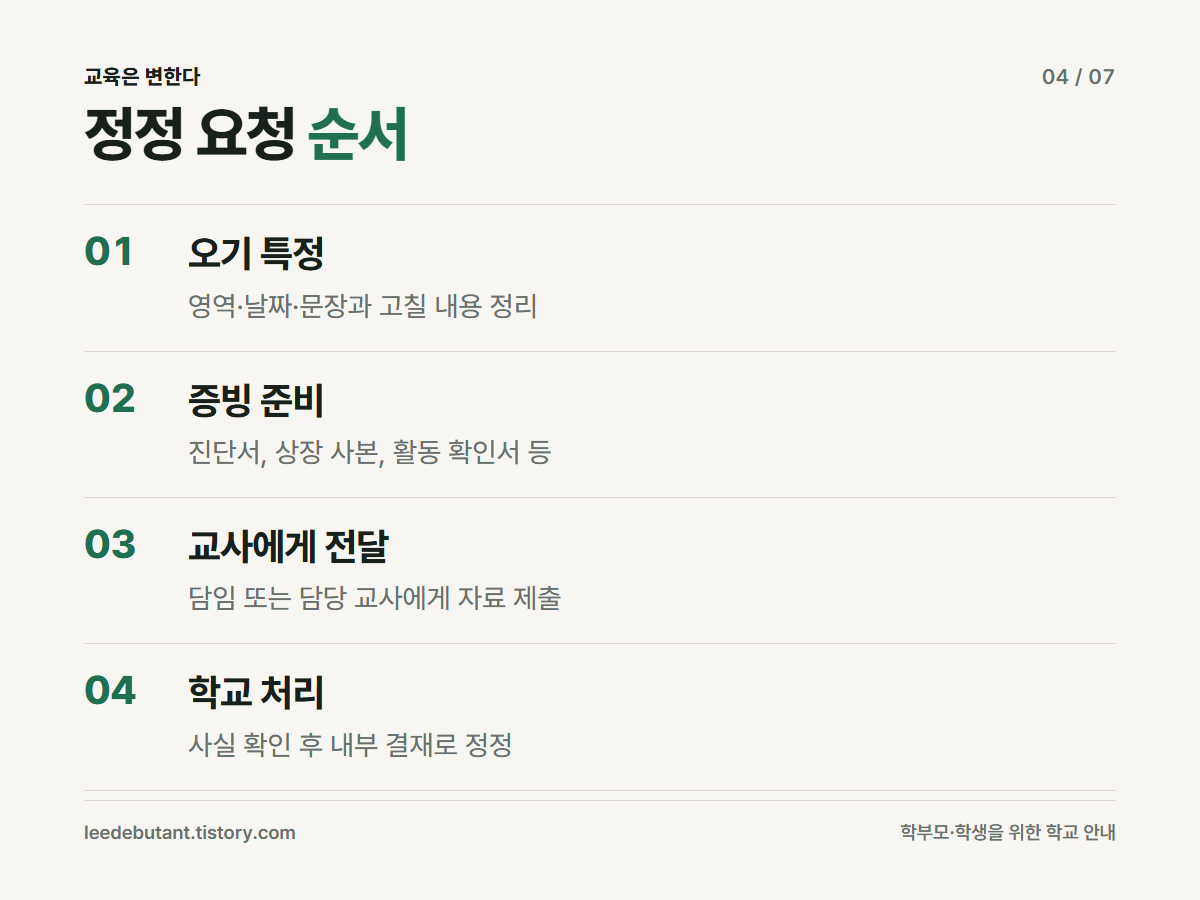 교육은 변한다
04 / 07
정정 요청 순서
01
오기 특정
영역·날짜·문장과 고칠 내용 정리
02
증빙 준비
진단서, 상장 사본, 활동 확인서 등
03
교사에게 전달
담임 또는 담당 교사에게 자료 제출
04
학교 처리
사실 확인 후 내부 결재로 정정
leedebutant.tistory.com
학부모·학생을 위한 학교 안내